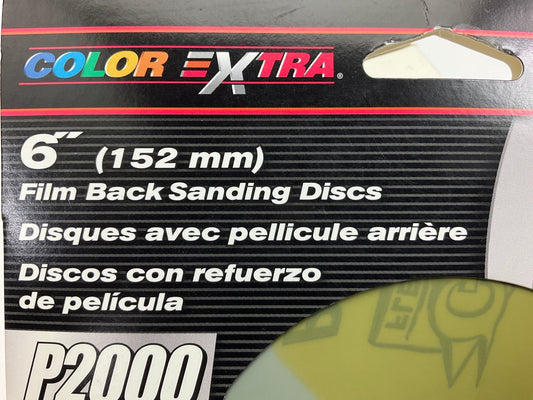 COLOR EXTRA®
6" (152 mm)
Film Back Sanding Discs
Disques avec pellicule arrière
Discos con refuerzo
de película
P2000